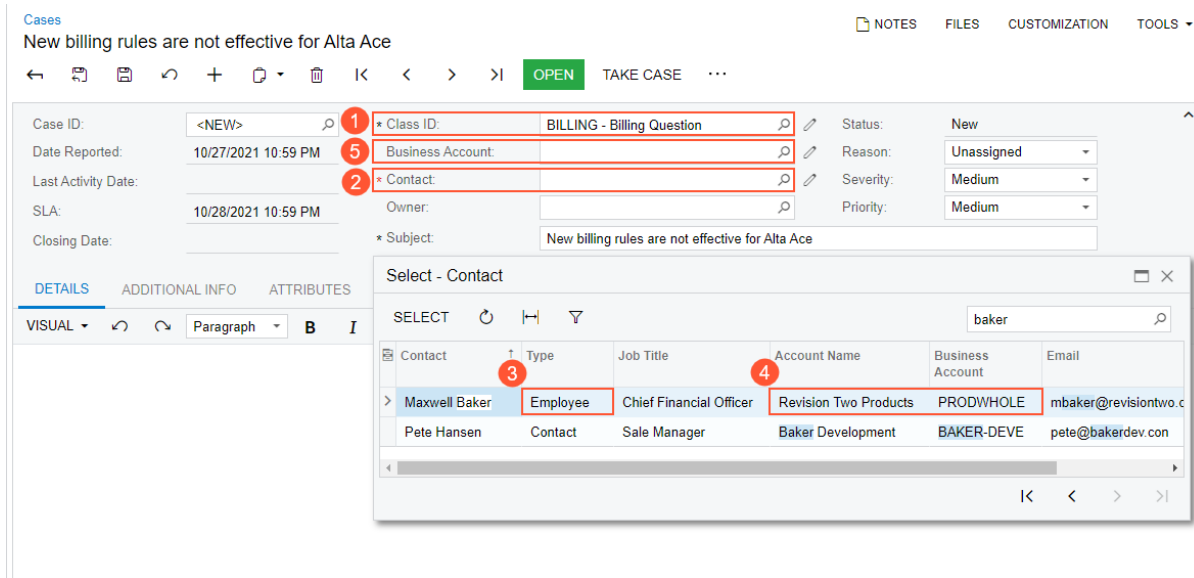 Cases
NOTES FILES CUSTOMIZATION TOOLS
New billing rules are not effective for Alta Ace
OPEN TAKE CASE ...
Case ID: <NEW> 1 * Class ID: BILLING - Billing Question Status: New
Date Reported: 10/27/2021 10:59 PM 5 Business Account: Reason: Unassigned
Last Activity Date: 2 * Contact: Severity: Medium
SLA: 10/28/2021 10:59 PM Owner: Priority: Medium
Closing Date: * Subject: New billing rules are not effective for Alta Ace
DETAILS ADDITIONAL INFO ATTRIBUTES
VISUAL Paragraph B I
Select - Contact
SELECT baker
Contact Type Job Title Account Name Business Account Email
3 4
Maxwell Baker Employee Chief Financial Officer Revision Two Products PRODWHOLE mbaker@revisiontwo.c
Pete Hansen Contact Sale Manager Baker Development BAKER-DEVE pete@bakerdev.con